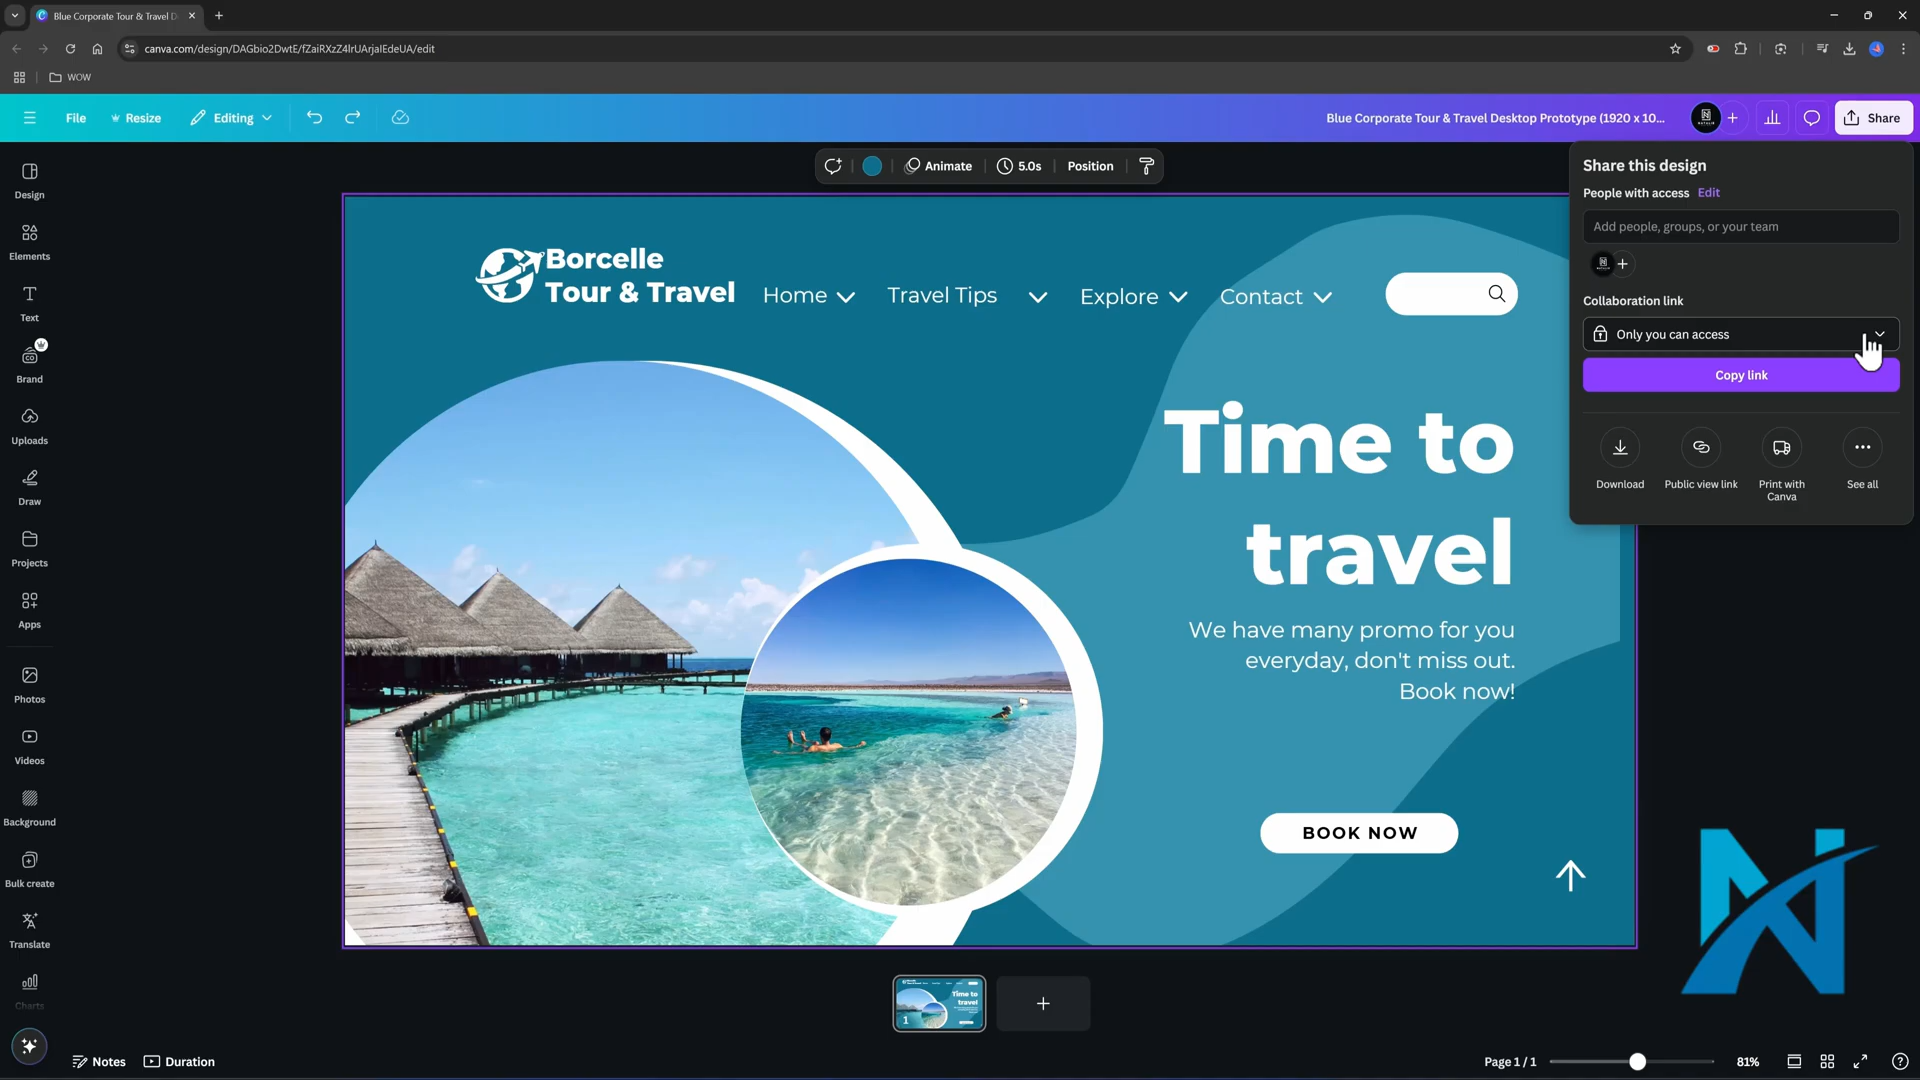 Blue Corporate Tour & Travel D
canva.com/design/DAGbio2DwtE/fZaiRXzZ4lrUArjaIEdeUA/edit
WOW
File
Resize
Editing
Blue Corporate Tour & Travel Desktop Prototype (1920 x 10...
Share
Animate
5.0s
Position
Design
Elements
Text
Brand
Uploads
Draw
Projects
Apps
Photos
Videos
Background
Bulk create
Translate
Charts
Borcelle
Tour & Travel
Home
Travel Tips
Explore
Contact
Time to
travel
We have many promo for you
everyday, don't miss out.
Book now!
BOOK NOW
Share this design
People with access Edit
Add people, groups, or your team
Collaboration link
Only you can access
Copy link
Download
Public view link
Print with
Canva
See all
Time to
travel
1
Notes
Duration
Page 1 / 1
81%